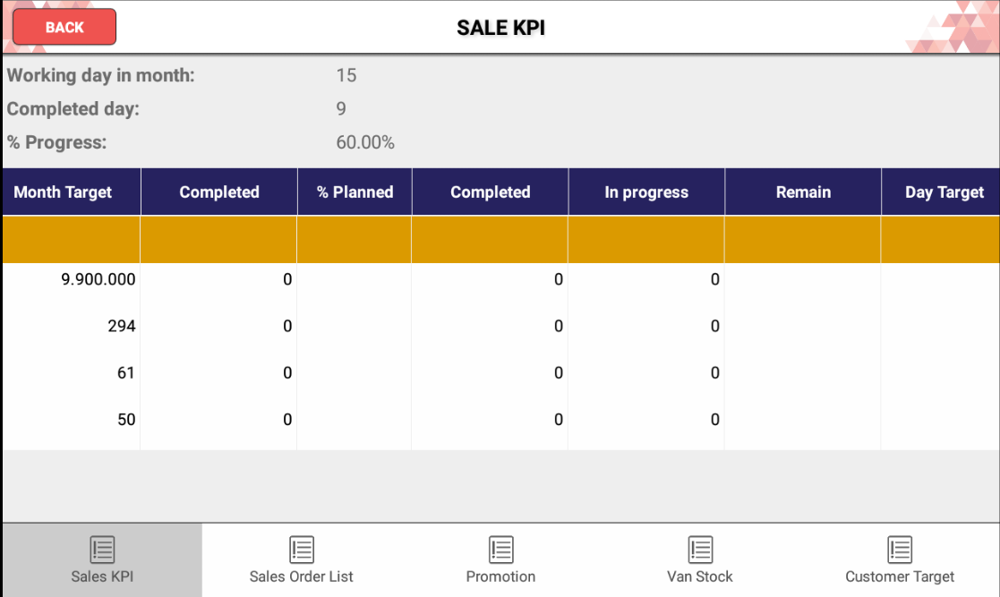 BACK
SALE KPI
Working day in month: 15
Completed day: 9
% Progress: 60.00%
Month Target Completed % Planned Completed In progress Remain Day Target
9.900.000 0 0 0
294 0 0 0
61 0 0 0
50 0 0 0
Sales KPI Sales Order List Promotion Van Stock Customer Target